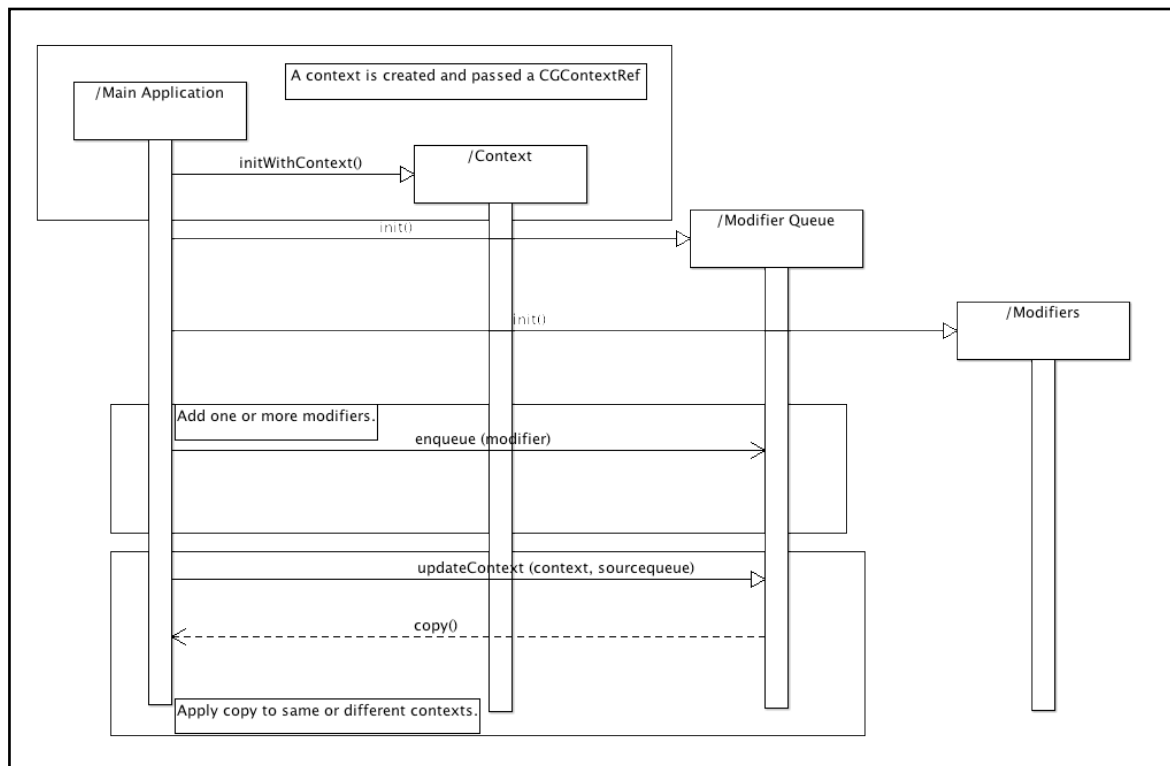 A context is created and passed a CGContextRef
/Main Application
initWithContext()
/Context
init()
/Modifier Queue
init()
/Modifiers
Add one or more modifiers.
enqueue (modifier)
updateContext (context, sourcequeue)
copy()
Apply copy to same or different contexts.